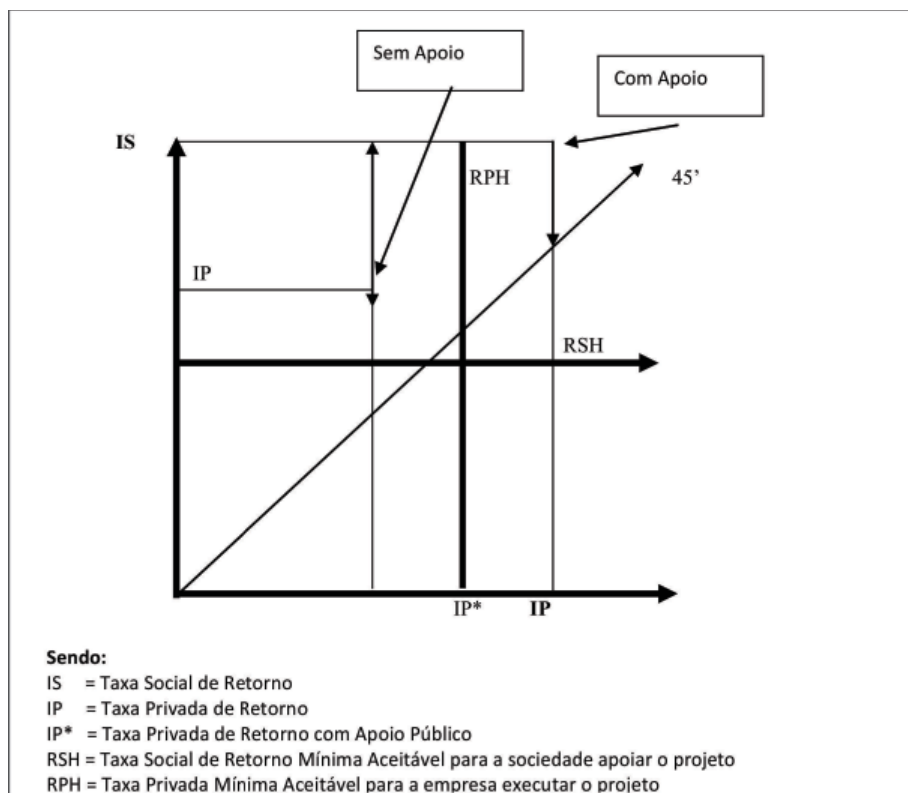 Sem Apoio
Com Apoio
IS
RPH
45'
IP
RSH
IP* IP
Sendo:
IS = Taxa Social de Retorno
IP = Taxa Privada de Retorno
IP* = Taxa Privada de Retorno com Apoio Público
RSH = Taxa Social de Retorno Mínima Aceitável para a sociedade apoiar o projeto
RPH = Taxa Privada Mínima Aceitável para a empresa executar o projeto